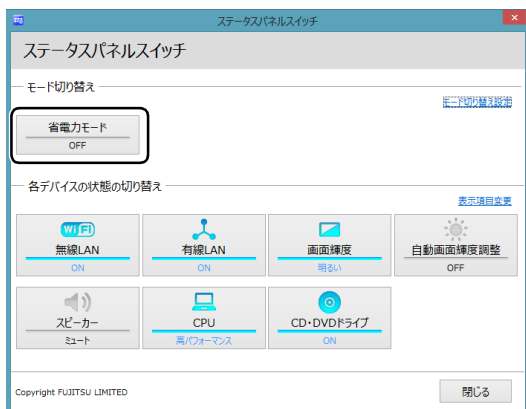 ステータスパネルスイッチ
ステータスパネルスイッチ
モード切り替え
モード切り替え設定
省電力モード
OFF
各デバイスの状態の切り替え
表示項目変更
WiFi
無線LAN
ON
有線LAN
ON
画面輝度
明るい
自動画面輝度調整
OFF
スピーカー
ミュート
CPU
高パフォーマンス
CD・DVDドライブ
ON
Copyright FUJITSU LIMITED
閉じる